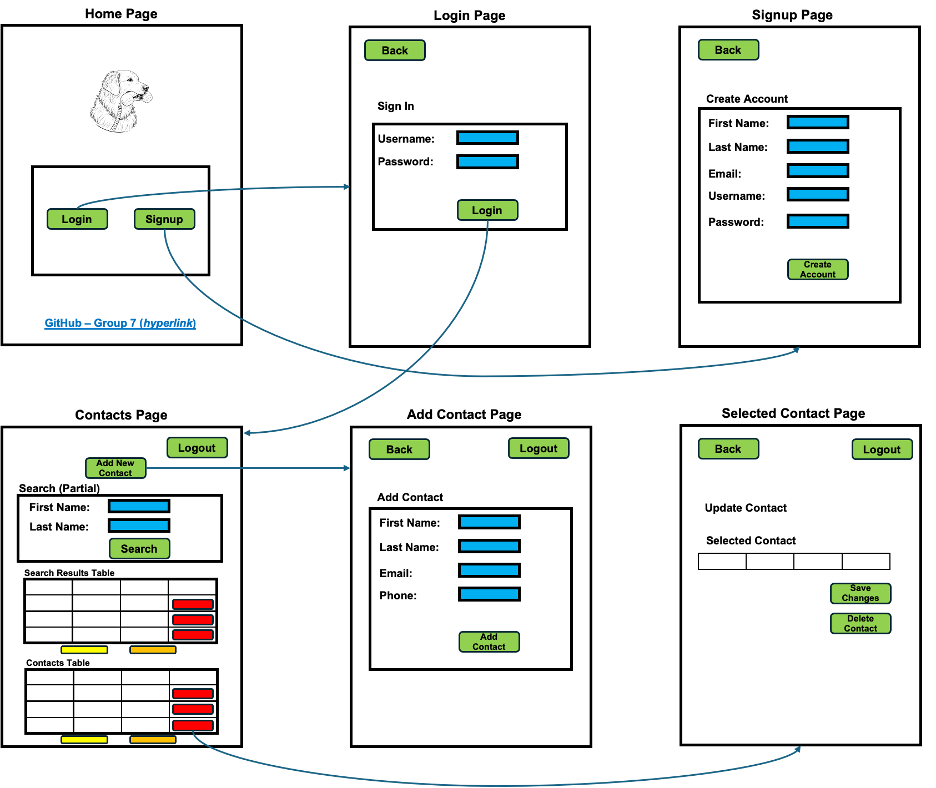 Home Page
Login
Signup
GitHub – Group 7 (hyperlink)
Login Page
Back
Sign In
Username:
Password:
Login
Signup Page
Back
Create Account
First Name:
Last Name:
Email:
Username:
Password:
Create
Account
Contacts Page
Logout
Add New
Contact
Search (Partial)
First Name:
Last Name:
Search
Search Results Table
Contacts Table
Add Contact Page
Back
Logout
Add Contact
First Name:
Last Name:
Email:
Phone:
Add
Contact
Selected Contact Page
Back
Logout
Update Contact
Selected Contact
Save
Changes
Delete
Contact